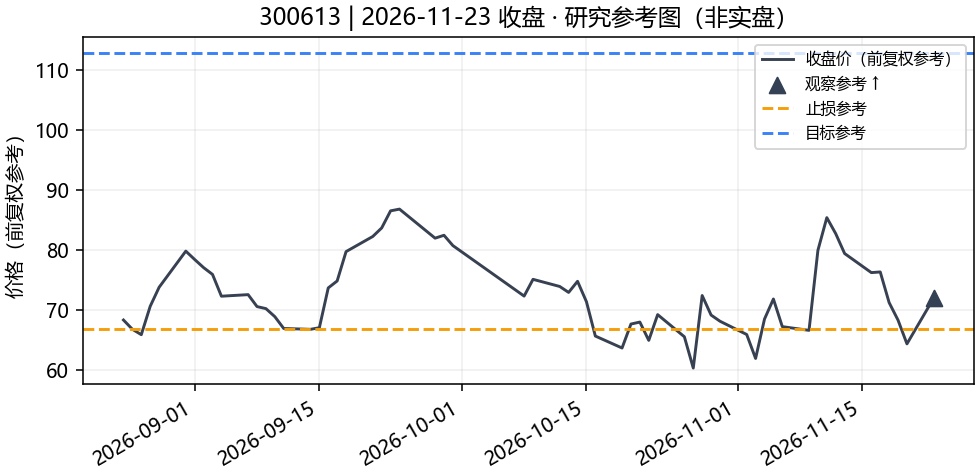 300613 | 2026-11-23 收盘 · 研究参考图（非实盘）
价格（前复权参考）
110
100
90
80
70
60
收盘价（前复权参考）
观察参考↑
止损参考
目标参考
2026-09-01
2026-09-15
2026-10-01
2026-10-15
2026-11-01
2026-11-15